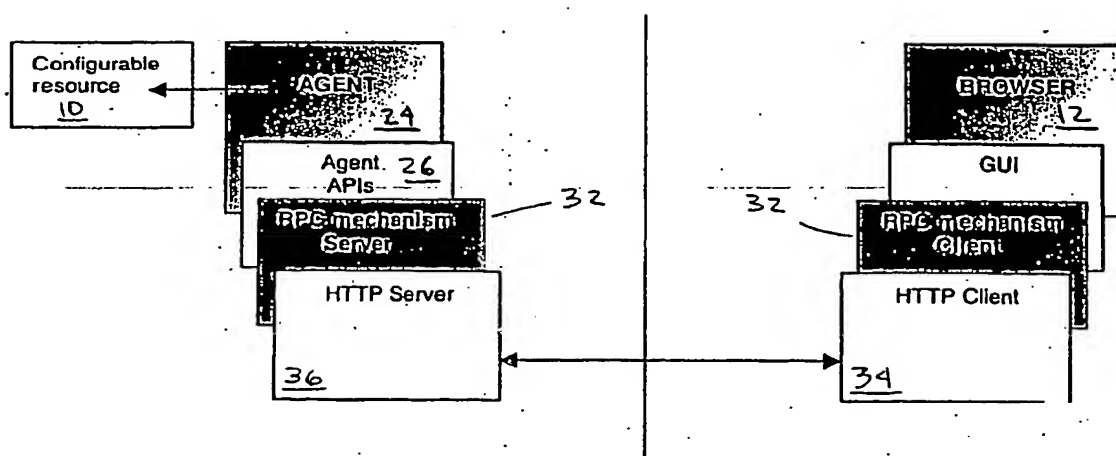 Configurable
resource
10
AGENT
24
Agent 26
APIs
RPC mechanism
Server
32
HTTP Server
36
BROWSER
12
GUI
32
RPC mechanism
Client
HTTP Client
34